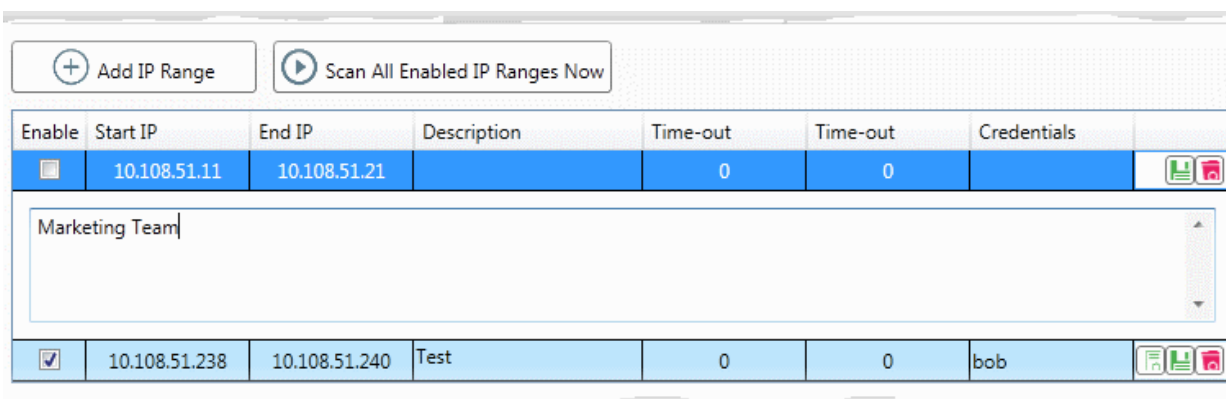 Add IP Range Scan All Enabled IP Ranges Now
Enable Start IP End IP Description Time-out Time-out Credentials
10.108.51.11 10.108.51.21 0 0
Marketing Team
10.108.51.238 10.108.51.240 Test 0 0 bob